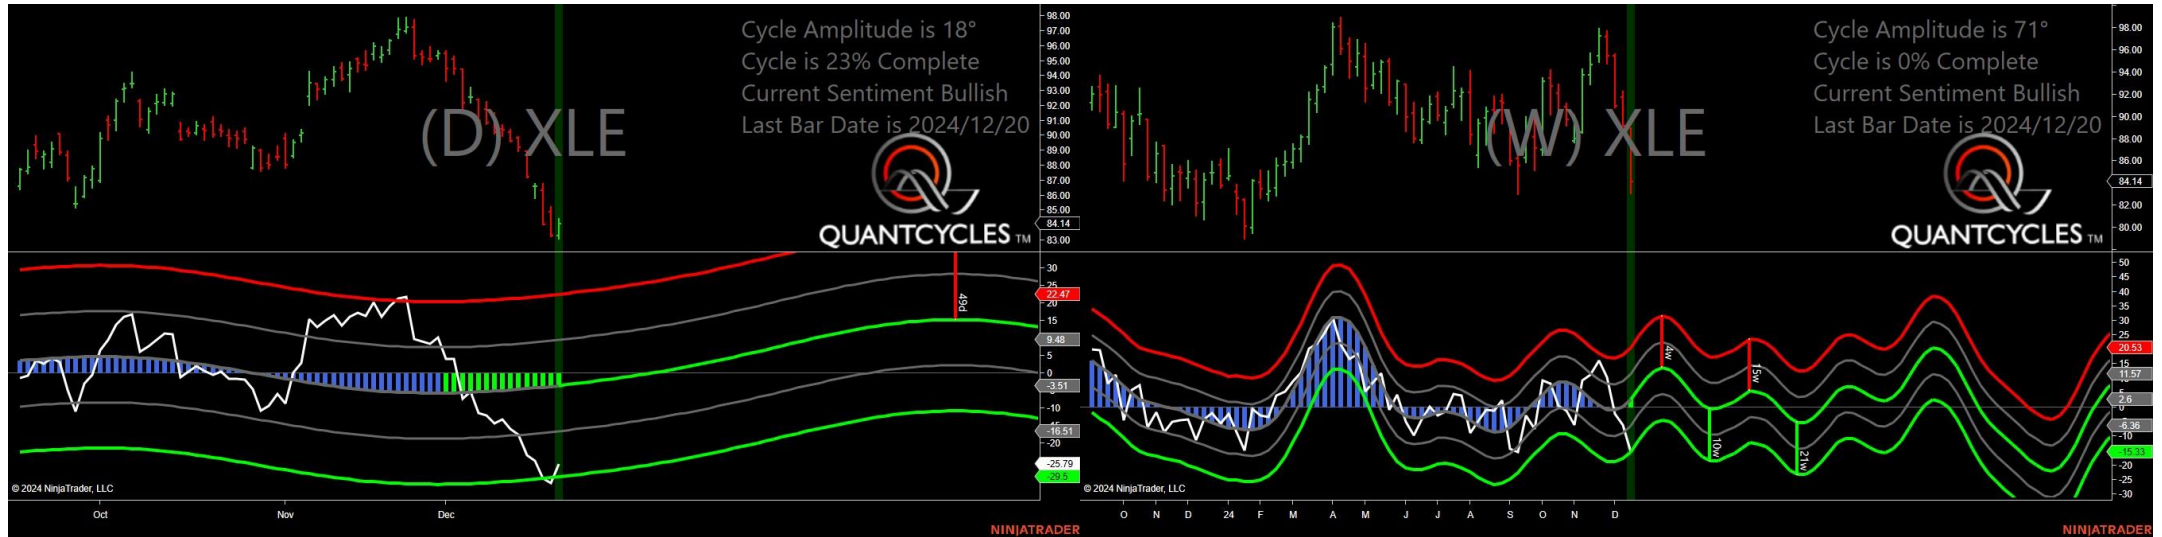 Cycle Amplitude is 18°
Cycle is 23% Complete
Current Sentiment Bullish
Last Bar Date is 2024/12/20
(D) XLE
QUANTCYCLES TM
98.00
97.00
96.00
95.00
94.00
93.00
92.00
91.00
90.00
89.00
88.00
87.00
86.00
85.00
84.14
83.00
30
25
22.47
20
15
9.48
5
0
-3.51
-10
-16.51
-20
-25.79
-29.5
49d
© 2024 NinjaTrader, LLC
Oct
Nov
Dec
NINJATRADER
Cycle Amplitude is 71°
Cycle is 0% Complete
Current Sentiment Bullish
Last Bar Date is 2024/12/20
(W) XLE
QUANTCYCLES TM
98.00
96.00
94.00
92.00
90.00
88.00
86.00
84.14
82.00
80.00
50
45
40
35
30
25
20.53
15
11.57
2.6
0
-6.36
-10
-15.33
-20
-25
-30
4w
15w
10w
21w
© 2024 NinjaTrader, LLC
O
N
D
24
F
M
A
M
J
J
A
S
O
N
D
NINJATRADER